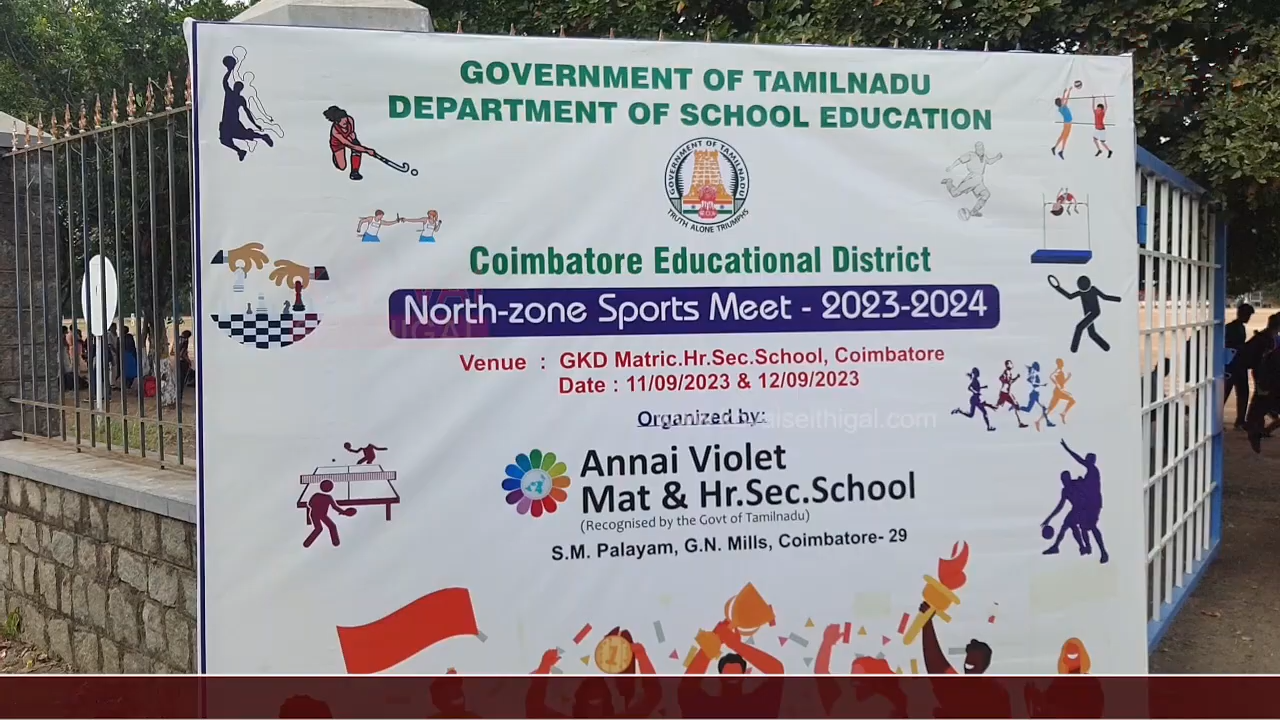 GOVERNMENT OF TAMILNADU
DEPARTMENT OF SCHOOL EDUCATION
GOVERNMENT OF TAMILNADU
TRUTH ALONE TRIUMPHS
Coimbatore Educational District
North-zone Sports Meet - 2023-2024
Venue : GKD Matric.Hr.Sec.School, Coimbatore
Date : 11/09/2023 & 12/09/2023
Organized by:
Annai Violet
Mat & Hr.Sec.School
(Recognised by the Govt of Tamilnadu)
S.M. Palayam, G.N. Mills, Coimbatore- 29
1